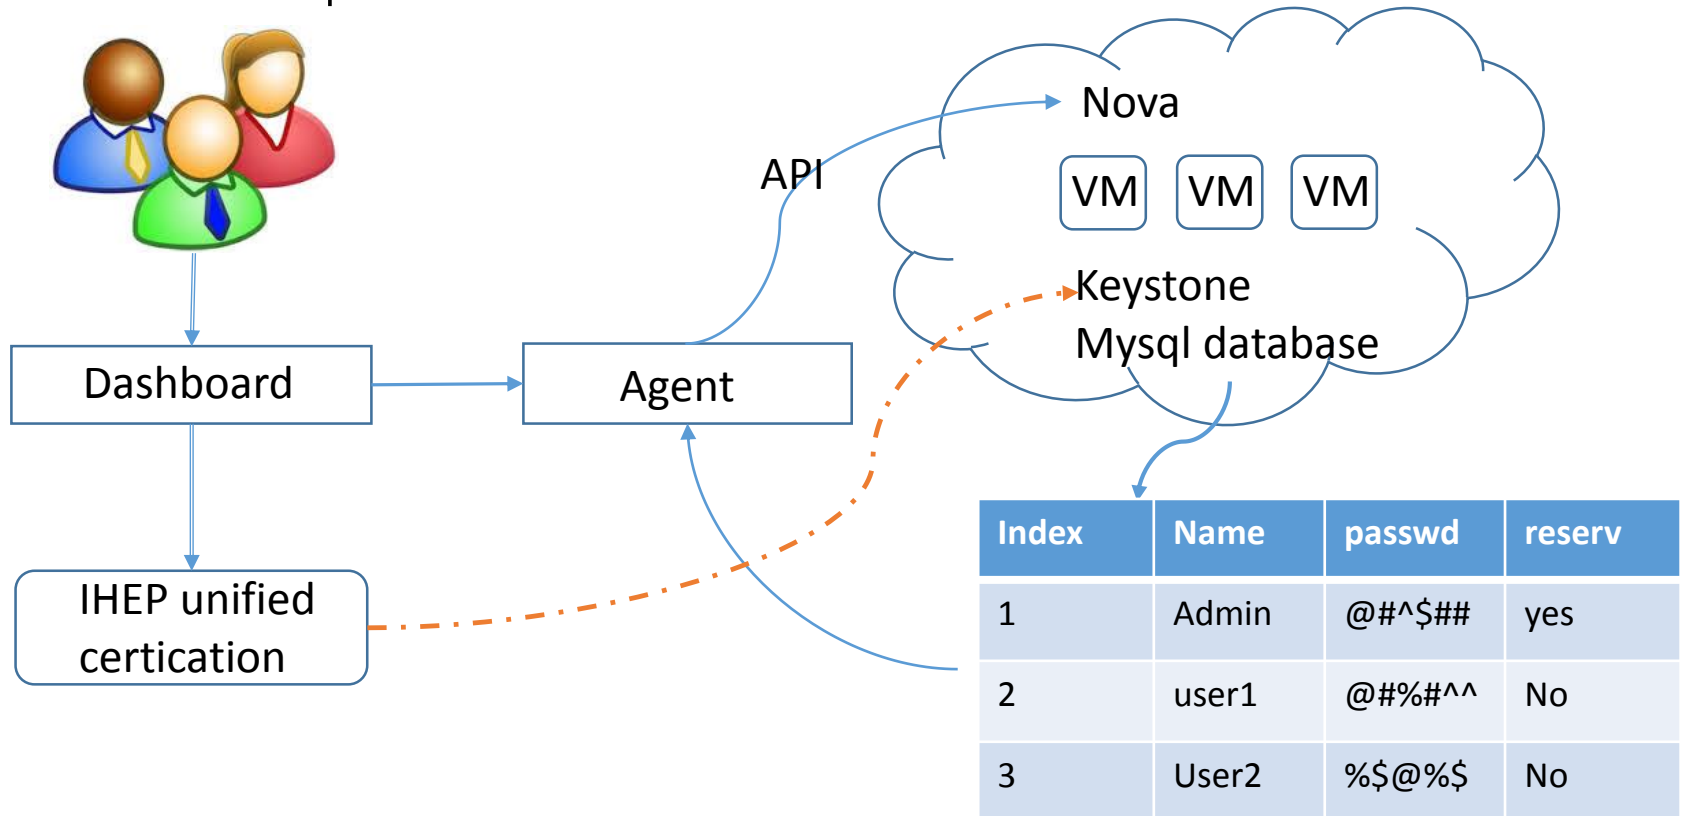 Nova
API
VM VM VM
Keystone
Mysql database
Dashboard
Agent
IHEP unified
certication
Index Name passwd reserv
1 Admin @#^$## yes
2 user1 @#%#^^ No
3 User2 %$@%$ No